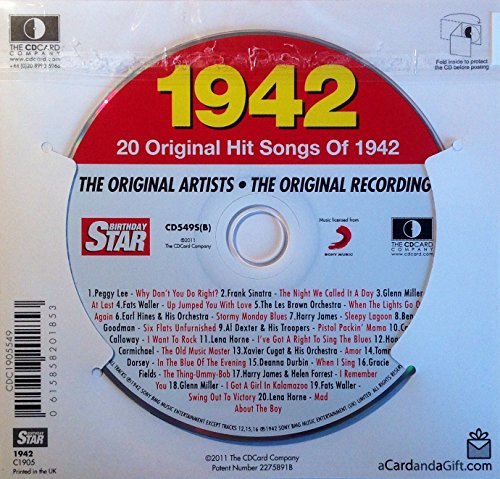 THE CDCARD
COMPANY
www.cdcard.com
+44 (0)20 8993 5966
Fold inside to protect
the CD before posting
1942
20 Original Hit Songs Of 1942
THE ORIGINAL ARTISTS • THE ORIGINAL RECORDING
BIRTHDAY
STAR
CD5495(B)
©2011
The CDCard Company
Music licensed from
SONY MUSIC
THE CDCARD
COMPANY
1.Peggy Lee - Why Don't You Do Right? 2.Frank Sinatra - The Night We Called It A Day 3.Glenn Miller
At Last 4.Fats Waller - Up Jumped You With Love 5.The Les Brown Orchestra - When the Lights Go O
Again 6.Earl Hines & His Orchestra - Stormy Monday Blues 7.Harry James - Sleepy Lagoon 8.Ben
Goodman - Six Flats Unfurnished 9.Al Dexter & His Troopers - Pistol Packin' Mama 10.C
Calloway - I Want To Rock 11.Lena Horne - I've Got A Right To Sing The Blues 12.Hoa
Carmichael - The Old Music Master 13.Xavier Cugat & His Orchestra - Amor 14.Tomm
Dorsey - In the Blue Of The Evening 15.Deanna Durbin - When I Sing 16.Gracie
Fields - The Thing-Ummy-Bob 17.Harry James & Helen Forrest - I Remember
You 18.Glenn Miller - I Got A Girl In Kalamazoo 19.Fats Waller -
Swing Out To Victory 20.Lena Horne - Mad
About The Boy
CDC1905549
0 615858 201853
BIRTHDAY
STAR
1942
C1905
Printed in the UK
©2011 The CDCard Company
Patent Number 2275891B
aCardandaGift.com